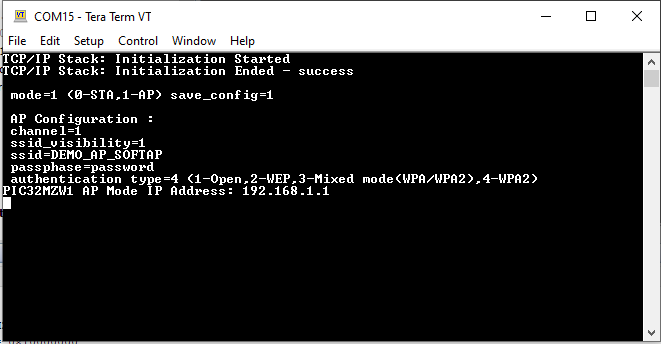 COM15 - Tera Term VT
File Edit Setup Control Window Help
TCP/IP Stack: Initialization Started
TCP/IP Stack: Initialization Ended - success
mode=1 (0-STA,1-AP) save_config=1
AP Configuration :
channel=1
ssid_visibility=1
ssid=DEMO_AP_SOFTAP
passphase=password
authentication type=4 (1-Open,2-WEP,3-Mixed mode(WPA/WPA2),4-WPA2)
PIC32MZW1 AP Mode IP Address: 192.168.1.1